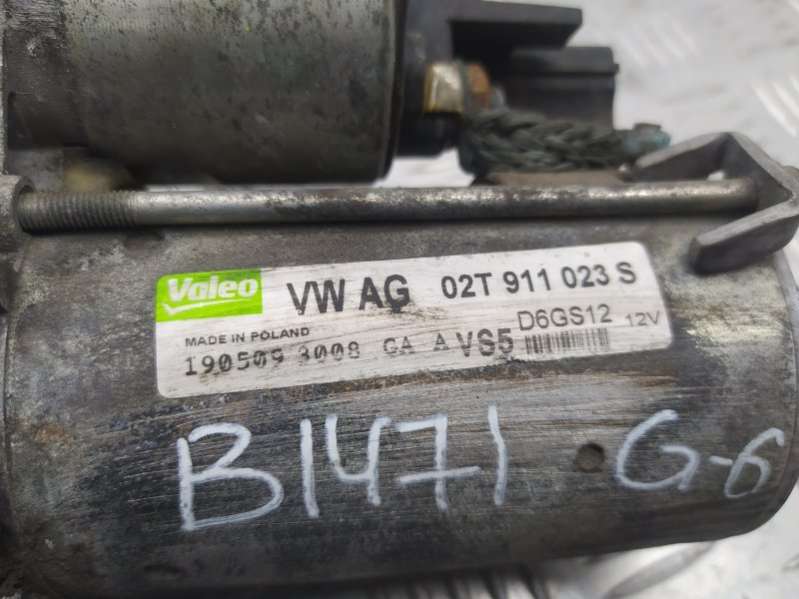 Valeo VW AG 02T 911 023 S
MADE IN POLAND D6GS12 12V
190509 3008 GA A VS5
B1471 G-6